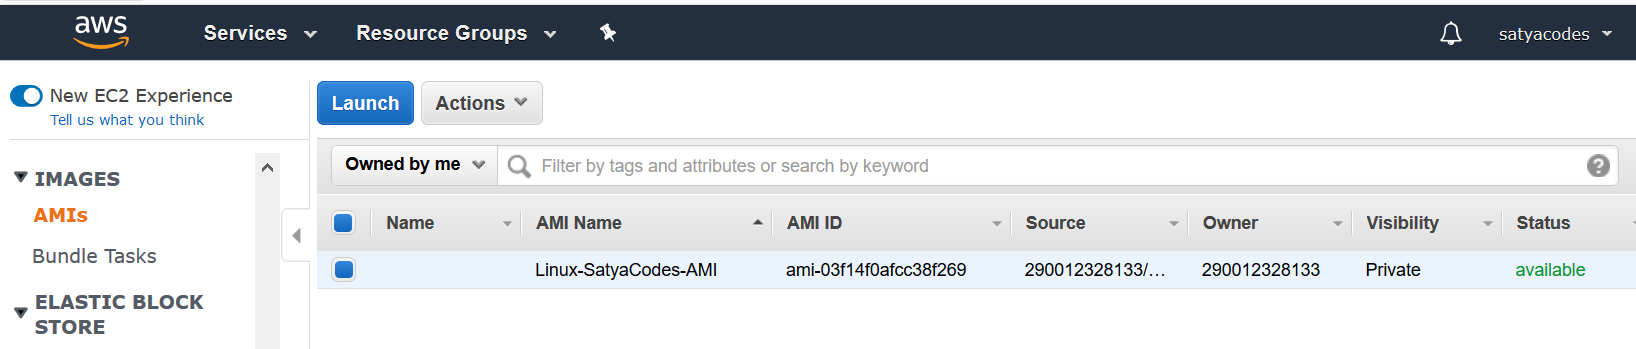 aws Services Resource Groups satyacodes
New EC2 Experience
Tell us what you think
IMAGES
AMIs
Bundle Tasks
ELASTIC BLOCK
STORE
Launch Actions
Owned by me Filter by tags and attributes or search by keyword ?
Name AMI Name AMI ID Source Owner Visibility Status
Linux-SatyaCodes-AMI ami-03f14f0afcc38f269 290012328133/... 290012328133 Private available